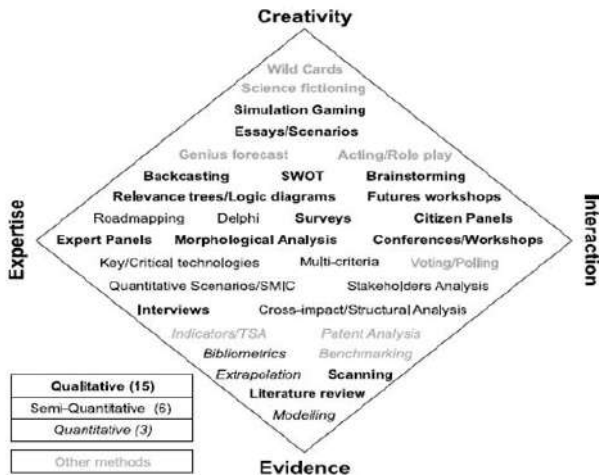 Creativity
Wild Cards
Science fictioning
Simulation Gaming
Essays/Scenarios
Genius forecast Acting/Role play
Backcasting SWOT Brainstorming
Relevance trees/Logic diagrams Futures workshops
Roadmapping Delphi Surveys Citizen Panels
Expert Panels Morphological Analysis Conferences/Workshops
Key/Critical technologies Multi-criteria Voting/Polling
Quantitative Scenarios/SMIC Stakeholders Analysis
Interviews Cross-impact/Structural Analysis
Indicators/TSA Patent Analysis
Bibliometrics Benchmarking
Extrapolation Scanning
Literature review
Modelling
Evidence
Expertise
Interaction
Qualitative (15)
Semi-Quantitative (6)
Quantitative (3)
Other methods